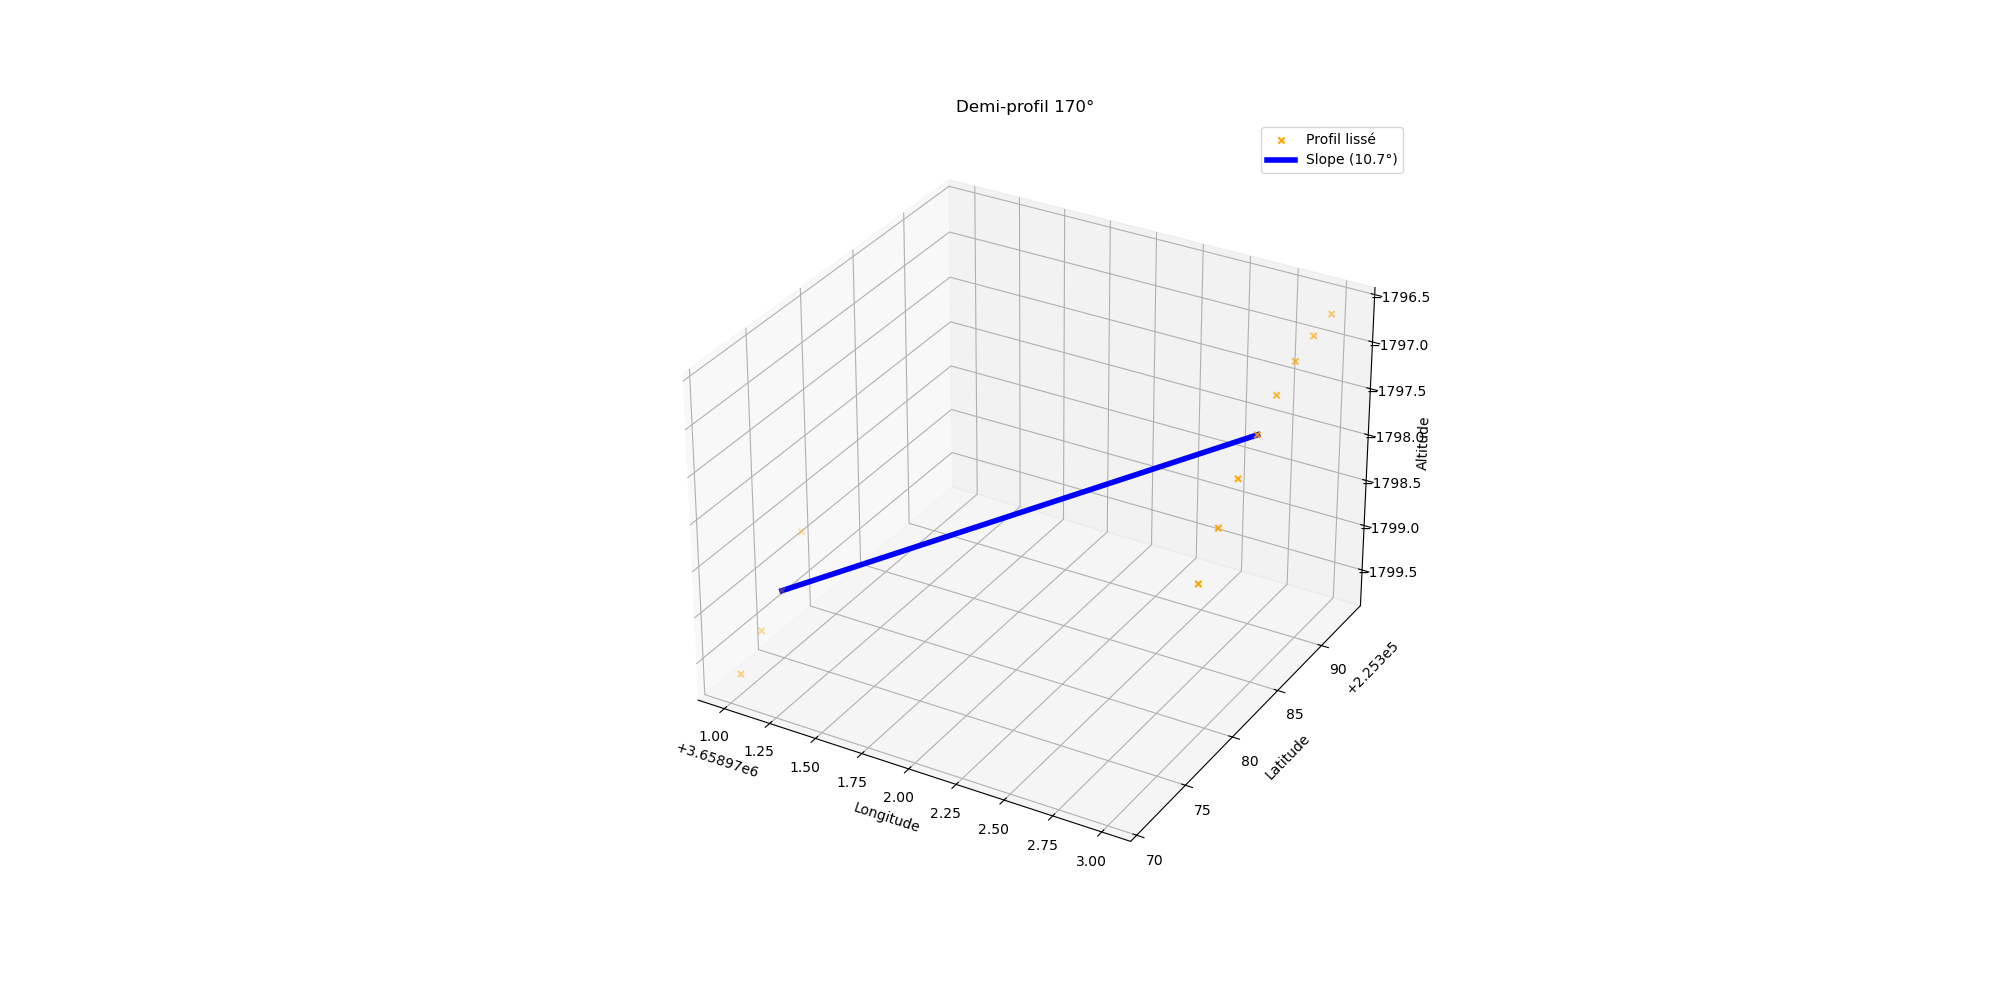 Demi-profil 170°
Profil lissé
Slope (10.7°)
−1796.5
−1797.0
−1797.5
−1798.0
−1798.5
−1799.0
−1799.5
Altitude
+2.253e5
90
85
80
75
70
Latitude
1.00
1.25
1.50
1.75
2.00
2.25
2.50
2.75
3.00
+3.65897e6
Longitude